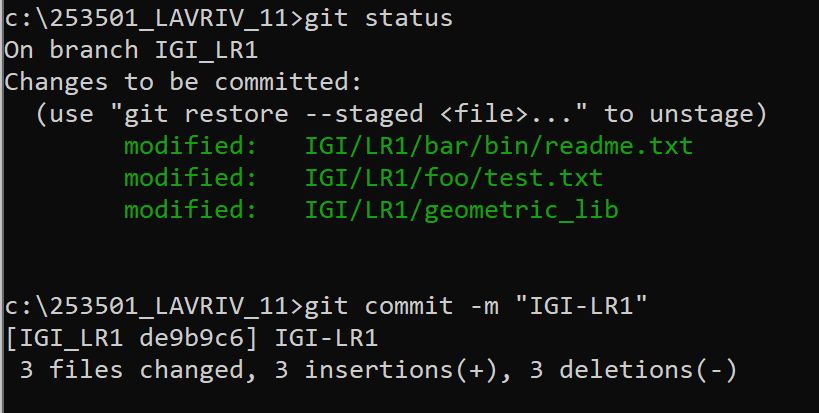 c:\253501_LAVRIV_11>git status
On branch IGI_LR1
Changes to be committed:
  (use "git restore --staged <file>..." to unstage)
        modified:   IGI/LR1/bar/bin/readme.txt
        modified:   IGI/LR1/foo/test.txt
        modified:   IGI/LR1/geometric_lib
c:\253501_LAVRIV_11>git commit -m "IGI-LR1"
[IGI_LR1 de9b9c6] IGI-LR1
 3 files changed, 3 insertions(+), 3 deletions(-)